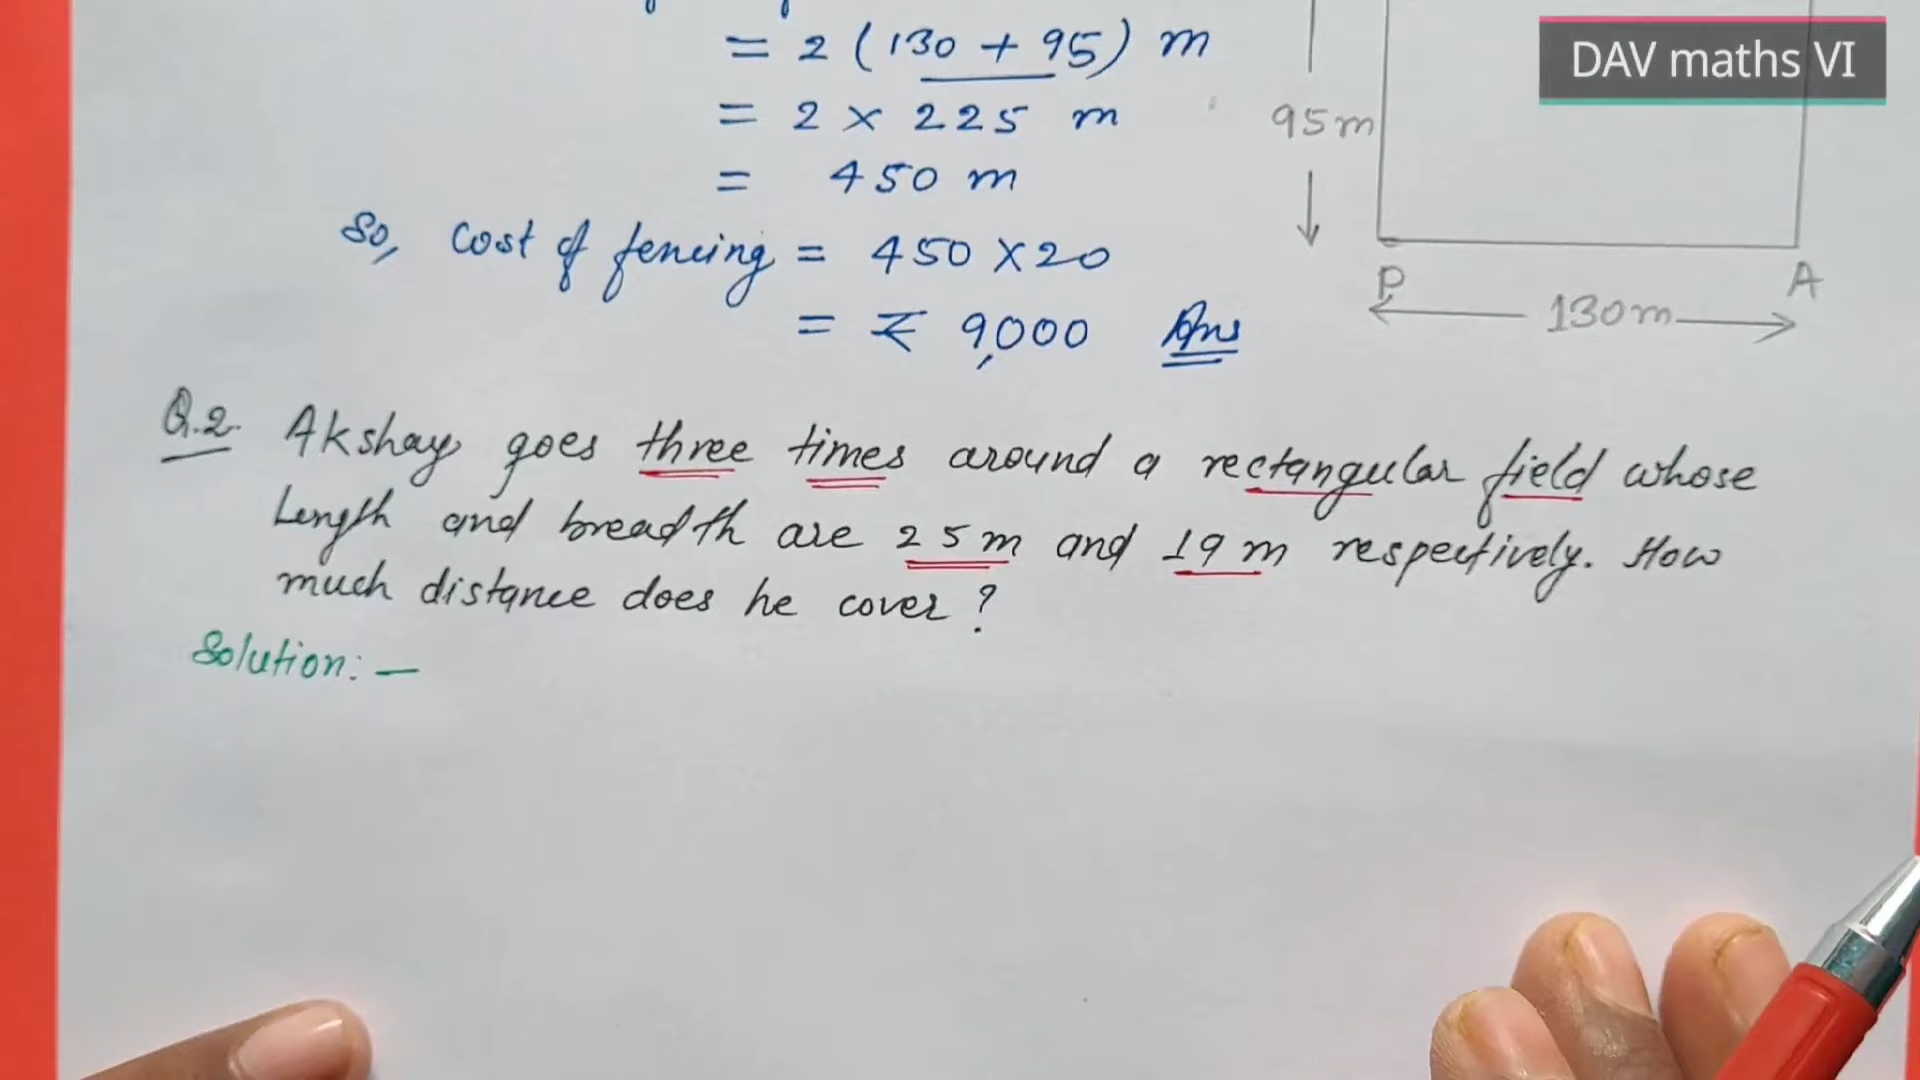 = 2 (130 + 95) m
DAV maths VI
= 2 × 225 m
95m
= 450 m
So, cost of fencing = 450 × 20
P A
130m
= ₹ 9,000 Ans
Q.2. Akshay goes three times around a rectangular field whose
length and breadth are 25m and 19 m respectively. How
much distance does he cover?
Solution:-